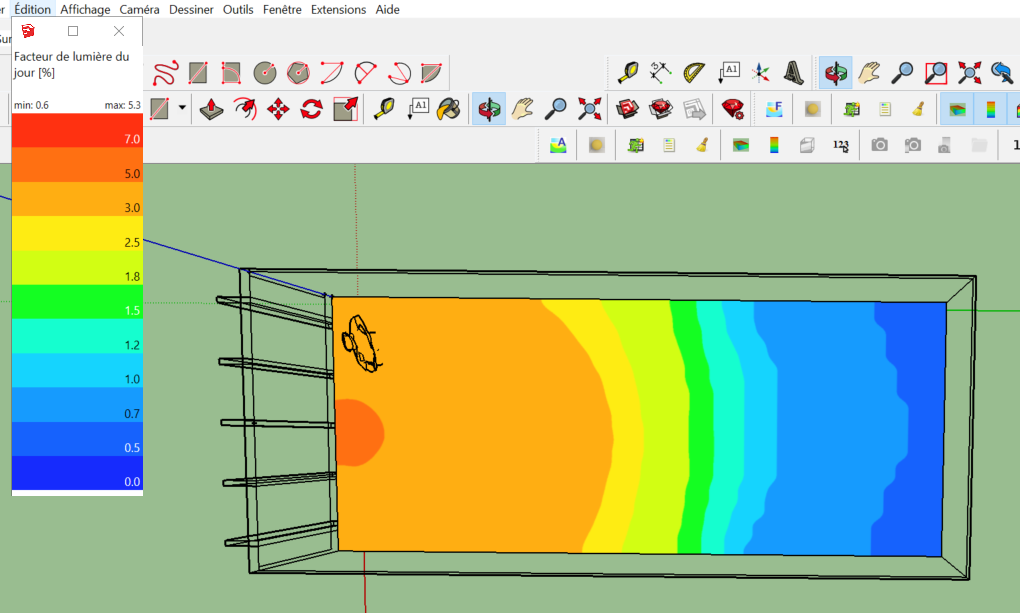 r Édition Affichage Caméra Dessiner Outils Fenêtre Extensions Aide
Sur
Facteur de lumière du
jour [%]
min: 0.6 max: 5.3
7.0
5.0
3.0
2.5
1.8
1.5
1.2
1.0
0.7
0.5
0.0
A1
A1
F
A
123
1